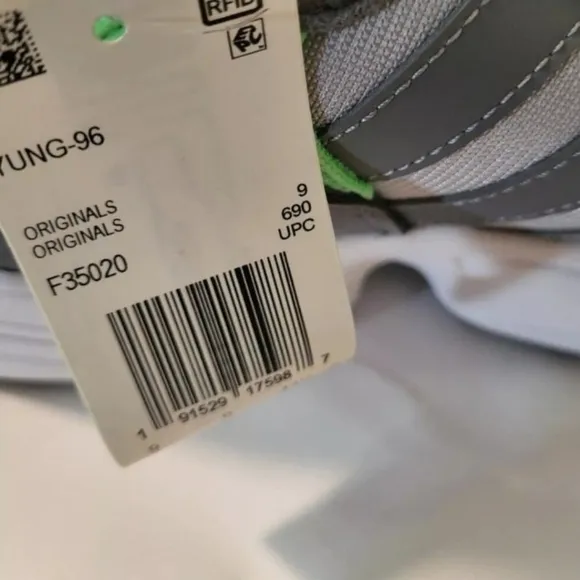 RFID
YUNG-96
ORIGINALS
ORIGINALS
F35020
9
690
UPC
1 91529 17598 7